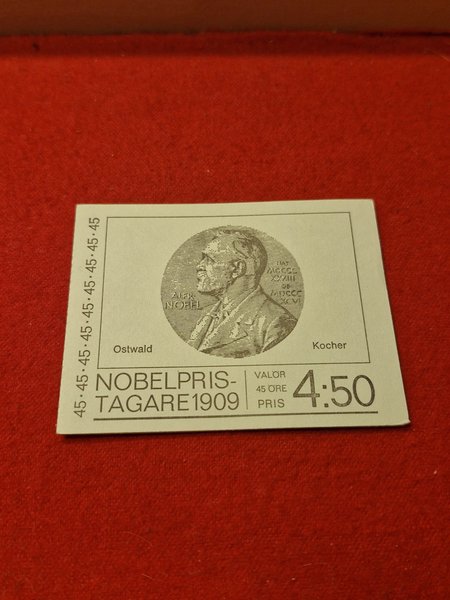 45·45·45·45·45·45·45·45·45·45
ALFR·
NOBEL
NAT·
MDCCC
XXXIII
OB·
MDCCC
XCVI
Ostwald
Kocher
NOBELPRIS-
TAGARE 1909
VALÖR
45 ÖRE
PRIS
4:50